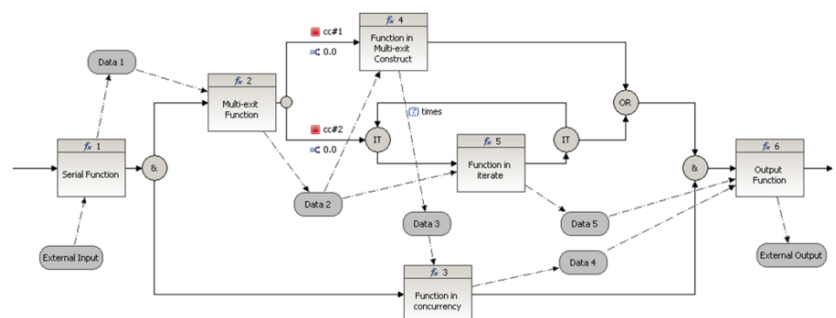 fx 4
cc#1
Function in
Multi-exit
Construct
0.0
Data 1
fx 2
Multi-exit
Function
OR
[?] times
cc#2
IT
IT
0.0
fx 5
Function in
iterate
fx 1
Serial Function
&
&
fx 6
Output
Function
Data 2
Data 3
Data 5
External Input
Data 4
External Output
fx 3
Function in
concurrency